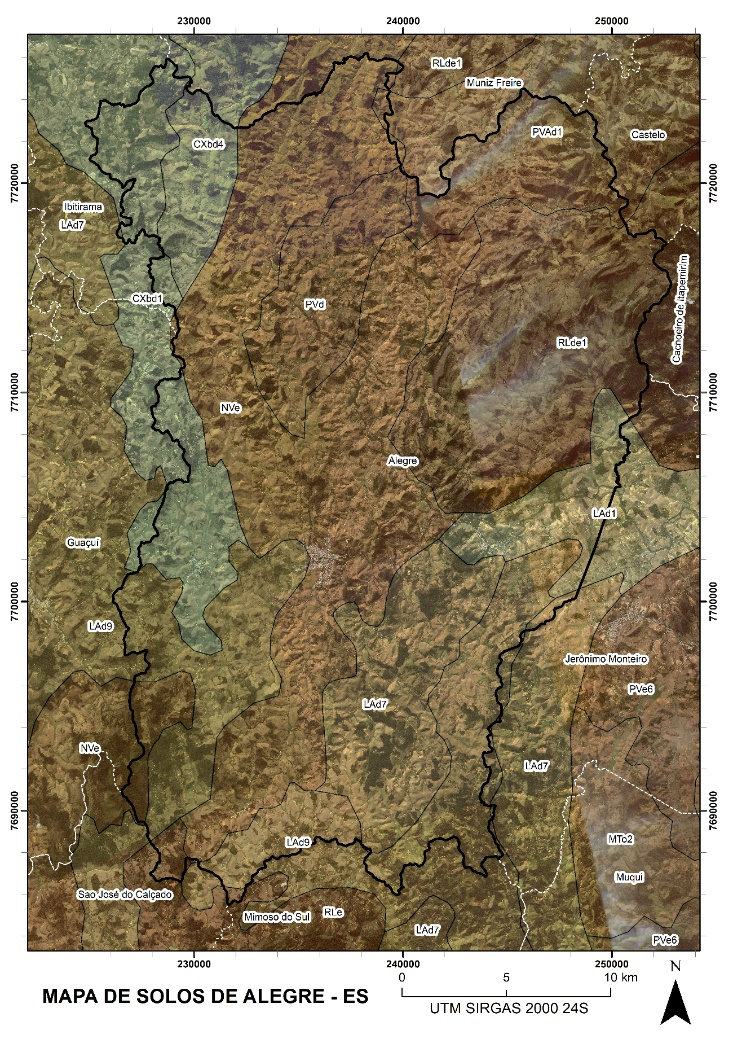 230000
240000
250000
RLde1
Muniz Freire
PVAd1
Castelo
CXbd4
7720000
7720000
Ibitirama
LAd7
Cachoeiro de Itapemirim
CXbd1
PVd
RLde1
7710000
7710000
NVe
Alegre
LAd1
Guaçuí
7700000
7700000
LAd9
Jerônimo Monteiro
PVe6
LAd7
NVe
LAd7
7690000
7690000
LAd9
MTo2
Muqui
Sao José do Calçado
Mimoso do Sul
RLe
LAd7
PVe6
230000
240000
250000
N
0
5
10 km
MAPA DE SOLOS DE ALEGRE - ES
UTM SIRGAS 2000 24S